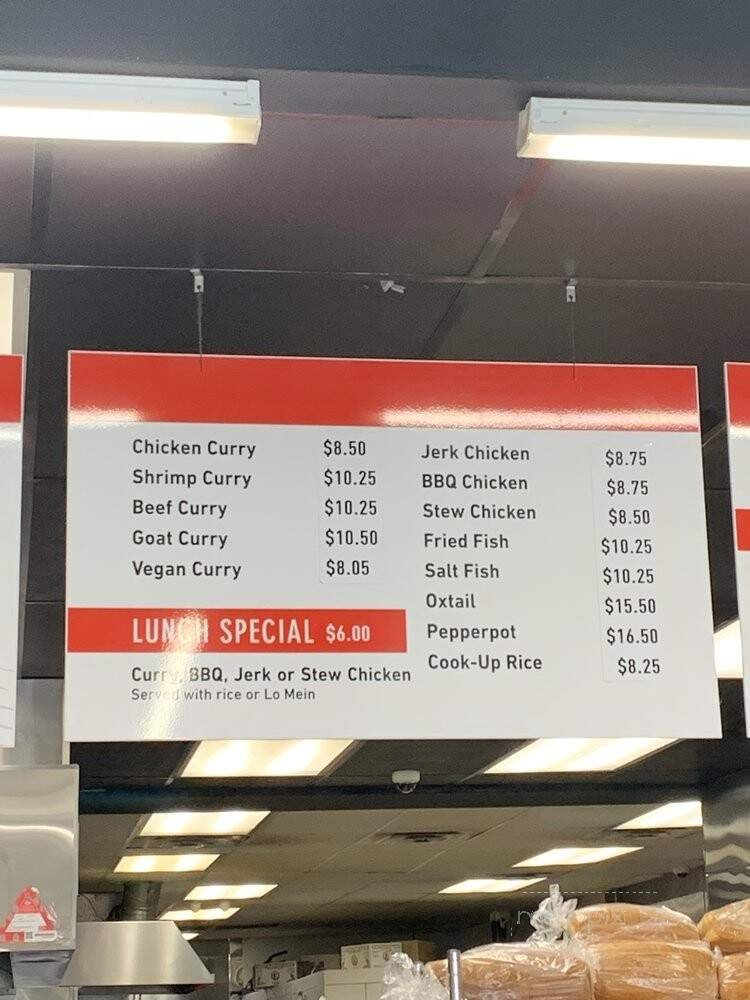 Chicken Curry $8.50
Shrimp Curry $10.25
Beef Curry $10.25
Goat Curry $10.50
Vegan Curry $8.05
LUNCH SPECIAL $6.00
Curry, BBQ, Jerk or Stew Chicken
Served with rice or Lo Mein
Jerk Chicken $8.75
BBQ Chicken $8.75
Stew Chicken $8.50
Fried Fish $10.25
Salt Fish $10.25
Oxtail $15.50
Pepperpot $16.50
Cook-Up Rice $8.25